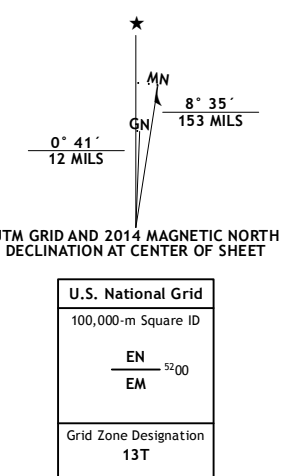 ★
MN
GN
8° 35´
153 MILS
0° 41´
12 MILS
UTM GRID AND 2014 MAGNETIC NORTH
DECLINATION AT CENTER OF SHEET
U.S. National Grid
100,000-m Square ID
EN
5200
EM
Grid Zone Designation
13T